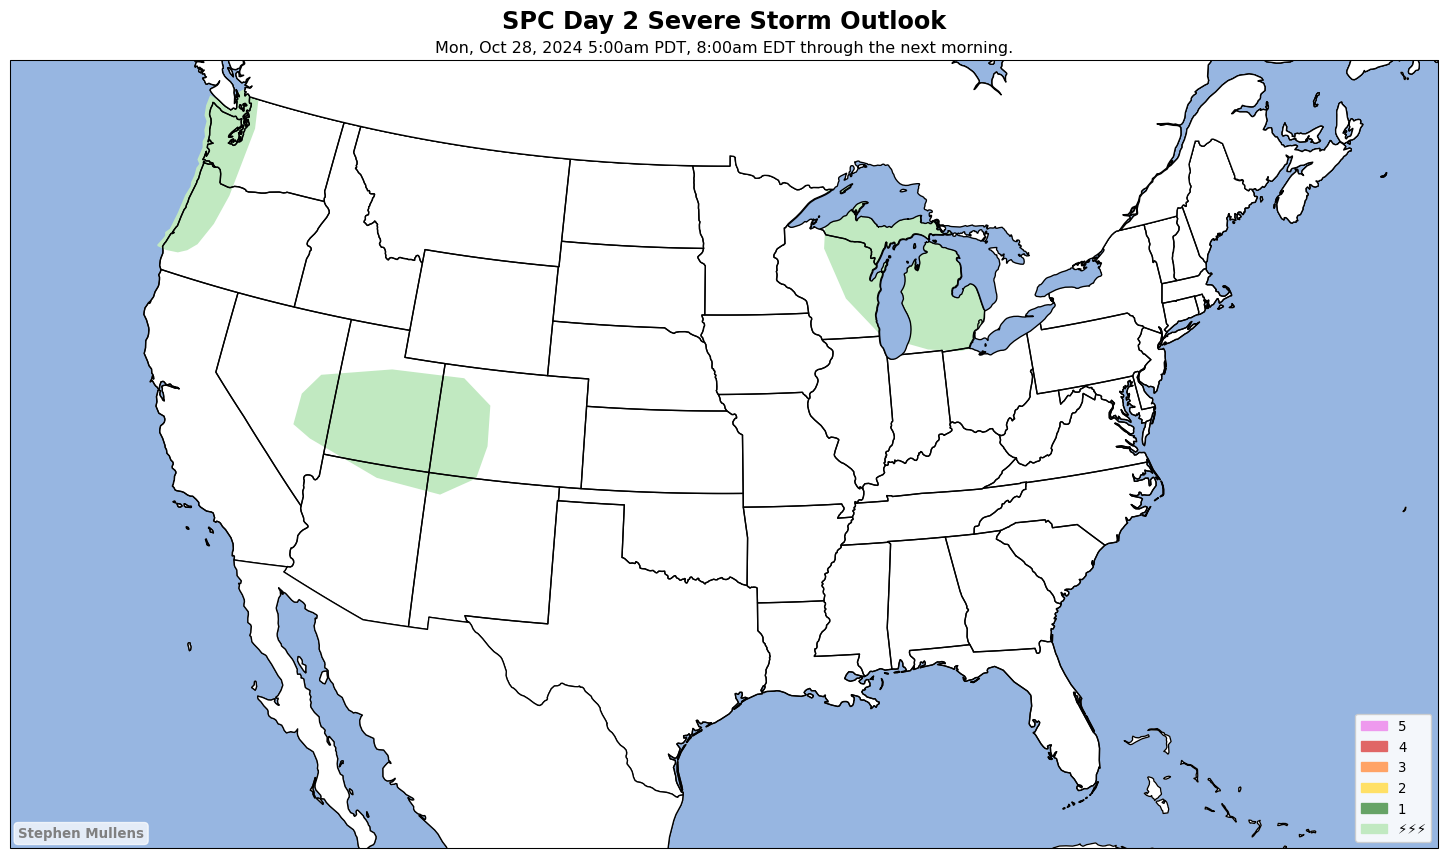 SPC Day 2 Severe Storm Outlook
Mon, Oct 28, 2024 5:00am PDT, 8:00am EDT through the next morning.
5
4
3
2
1
⚡⚡⚡
Stephen Mullens